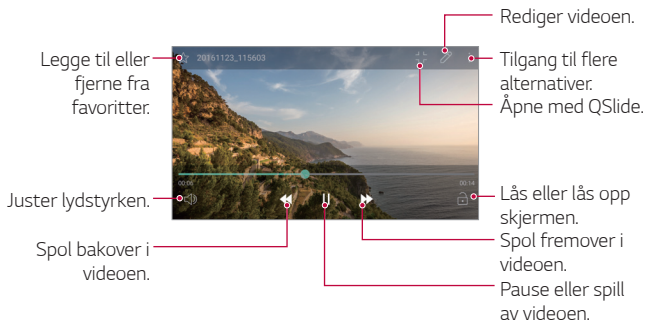 Rediger videoen.
Legge til eller
fjerne fra
favoritter.
20161123_115603
Tilgang til flere
alternativer.
Åpne med QSlide.
00:06
00:14
Juster lydstyrken.
Lås eller lås opp
skjermen.
Spol bakover i
videoen.
Spol fremover i
videoen.
Pause eller spill
av videoen.